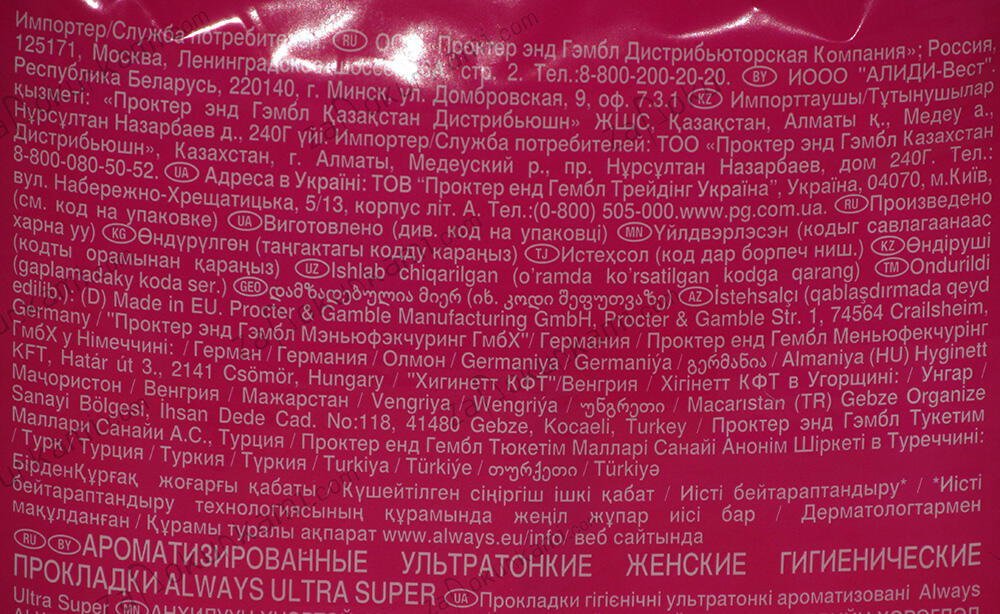 Импортер/Служба потребителей: RU ООО «Проктер энд Гэмбл Дистрибьюторская Компания»; Россия,
125171, Москва, Ленинградское шоссе, стр. 2. Тел.:8-800-200-20-20. BY ИООО "АЛИДИ-Вест".
Республика Беларусь, 220140, г. Минск, ул. Домбровская, 9, оф. 7.3.1. KZ Импорттаушы/Тұтынушылар
қызметі: «Проктер энд Гэмбл Қазақстан Дистрибьюшн» ЖШС, Қазақстан, Алматы қ., Медеу а.,
Нұрсұлтан Назарбаев д., 240Г үй. Импортер/Служба потребителей: ТОО «Проктер энд Гэмбл Казахстан
Дистрибьюшн», Казахстан, г. Алматы, Медеуский р., пр. Нурсултан Назарбаев, дом 240Г. Тел.:
8-800-080-50-52. UA Адреса в Україні: ТОВ "Проктер енд Гембл Трейдінг Україна", Україна, 04070, м.Київ,
вул. Набережно-Хрещатицька, 5/13, корпус літ. А. Тел.:(0-800) 505-000.www.pg.com.ua. RU Произведено
(см. код на упаковке) UA Виготовлено (див. код на упаковці) MN Үйлдвэрлэсэн (кодыг савлагаанаас
харна уу) KG Өндүрүлгөн (таңгактагы кодду караңыз) TJ Истеҳсол (код дар борпеч ниш.) KZ Өндіруші
(кодты орамынан қараңыз) UZ Ishlab chiqarilgan (o'ramda ko'rsatilgan kodga qarang) TM Öndürildi
(gaplamadaky koda ser.) GEO დამზადებულია მიერ (იხ. კოდი შეფუთვაზე) AZ İstehsalçı (qablaşdırmada qeyd
edilib): (D) Made in EU. Procter & Gamble Manufacturing GmbH, Procter & Gamble Str. 1, 74564 Crailsheim,
Germany / "Проктер энд Гэмбл Мэньюфэкчуринг ГмбХ"/ Германия / Проктер енд Гембл Меньюфекчурінг
ГмбХ у Німеччині: / Герман / Германия / Олмон / Germaniya / Germaniýa / გერმანია / Almaniya (HU) Hyginett
KFT, Határ út 3., 2141 Csömör, Hungary / "Хигинетт КФТ"/Венгрия / Хігінетт КФТ в Угорщині: / Унгар /
Мачористон / Венгрия / Мажарстан / Vengriya / Wengriýa / უნგრეთი / Macarıstan (TR) Gebze Organize
Sanayi Bölgesi, İhsan Dede Cad. No:118, 41480 Gebze, Kocaeli, Turkey / Проктер энд Гэмбл Тукетим
Маллари Санайи А.С., Турция / Проктер енд Гембл Тюкетім Малларі Санайі Анонім Шіркеті в Туреччині:
/ Турк / Турция / Туркия / Түркия / Turkiya / Türkiýe / თურქეთი / Türkiyə
БірденҚұрғақ жоғарғы қабаты / Күшейтілген сіңіргіш ішкі қабат / Иісті бейтараптандыру* / *Иісті
бейтараптандыру технологиясының құрамында жеңіл жұпар иісі бар / Дерматологтармен
мақұлданған / Құрамы туралы ақпарат www.always.eu/info/ веб сайтында
RU BY АРОМАТИЗИРОВАННЫЕ УЛЬТРАТОНКИЕ ЖЕНСКИЕ ГИГИЕНИЧЕСКИЕ
ПРОКЛАДКИ ALWAYS ULTRA SUPER UA Прокладки гігієнічні ультратонкі ароматизовані Always
Ultra Super MN